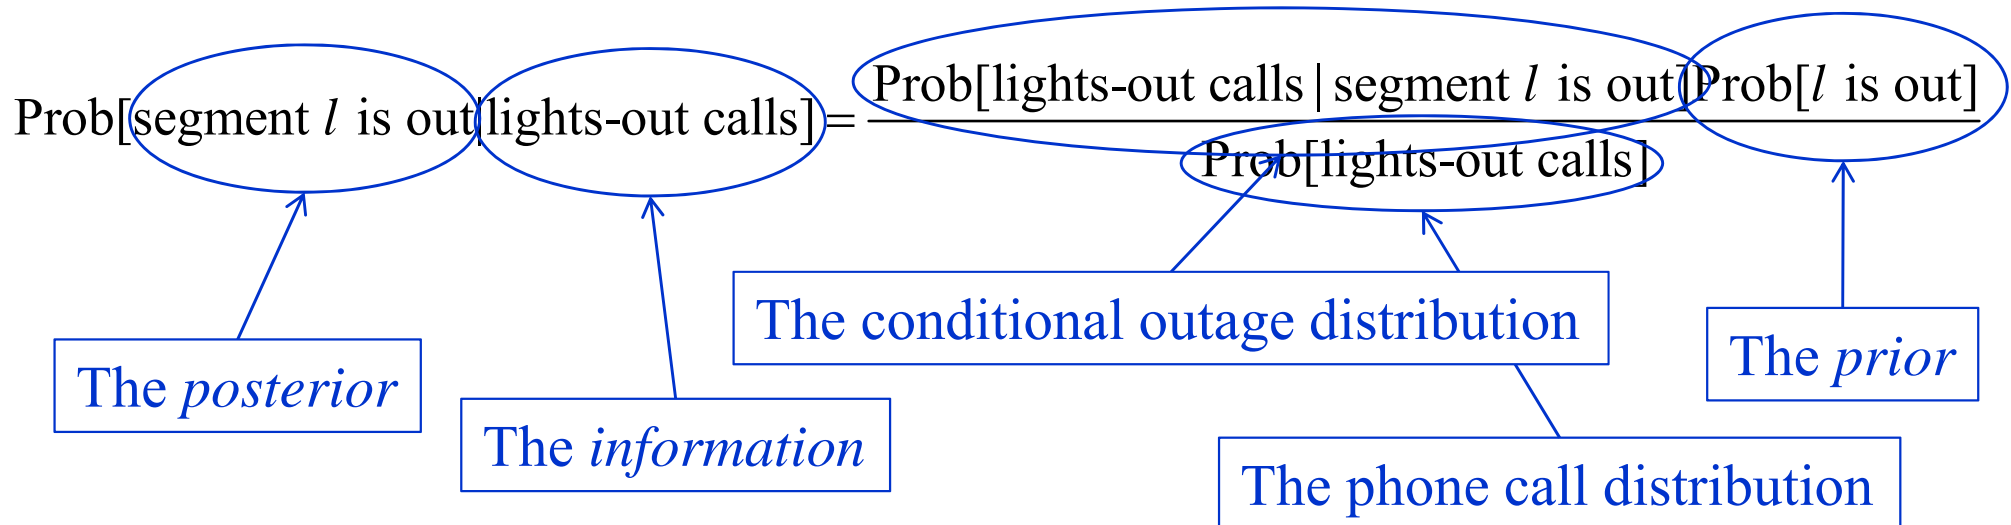 Prob[segment l is out|lights-out calls] = Prob[lights-out calls | segment l is out]Prob[l is out]
Prob[lights-out calls]
The conditional outage distribution
The prior
The posterior
The information
The phone call distribution